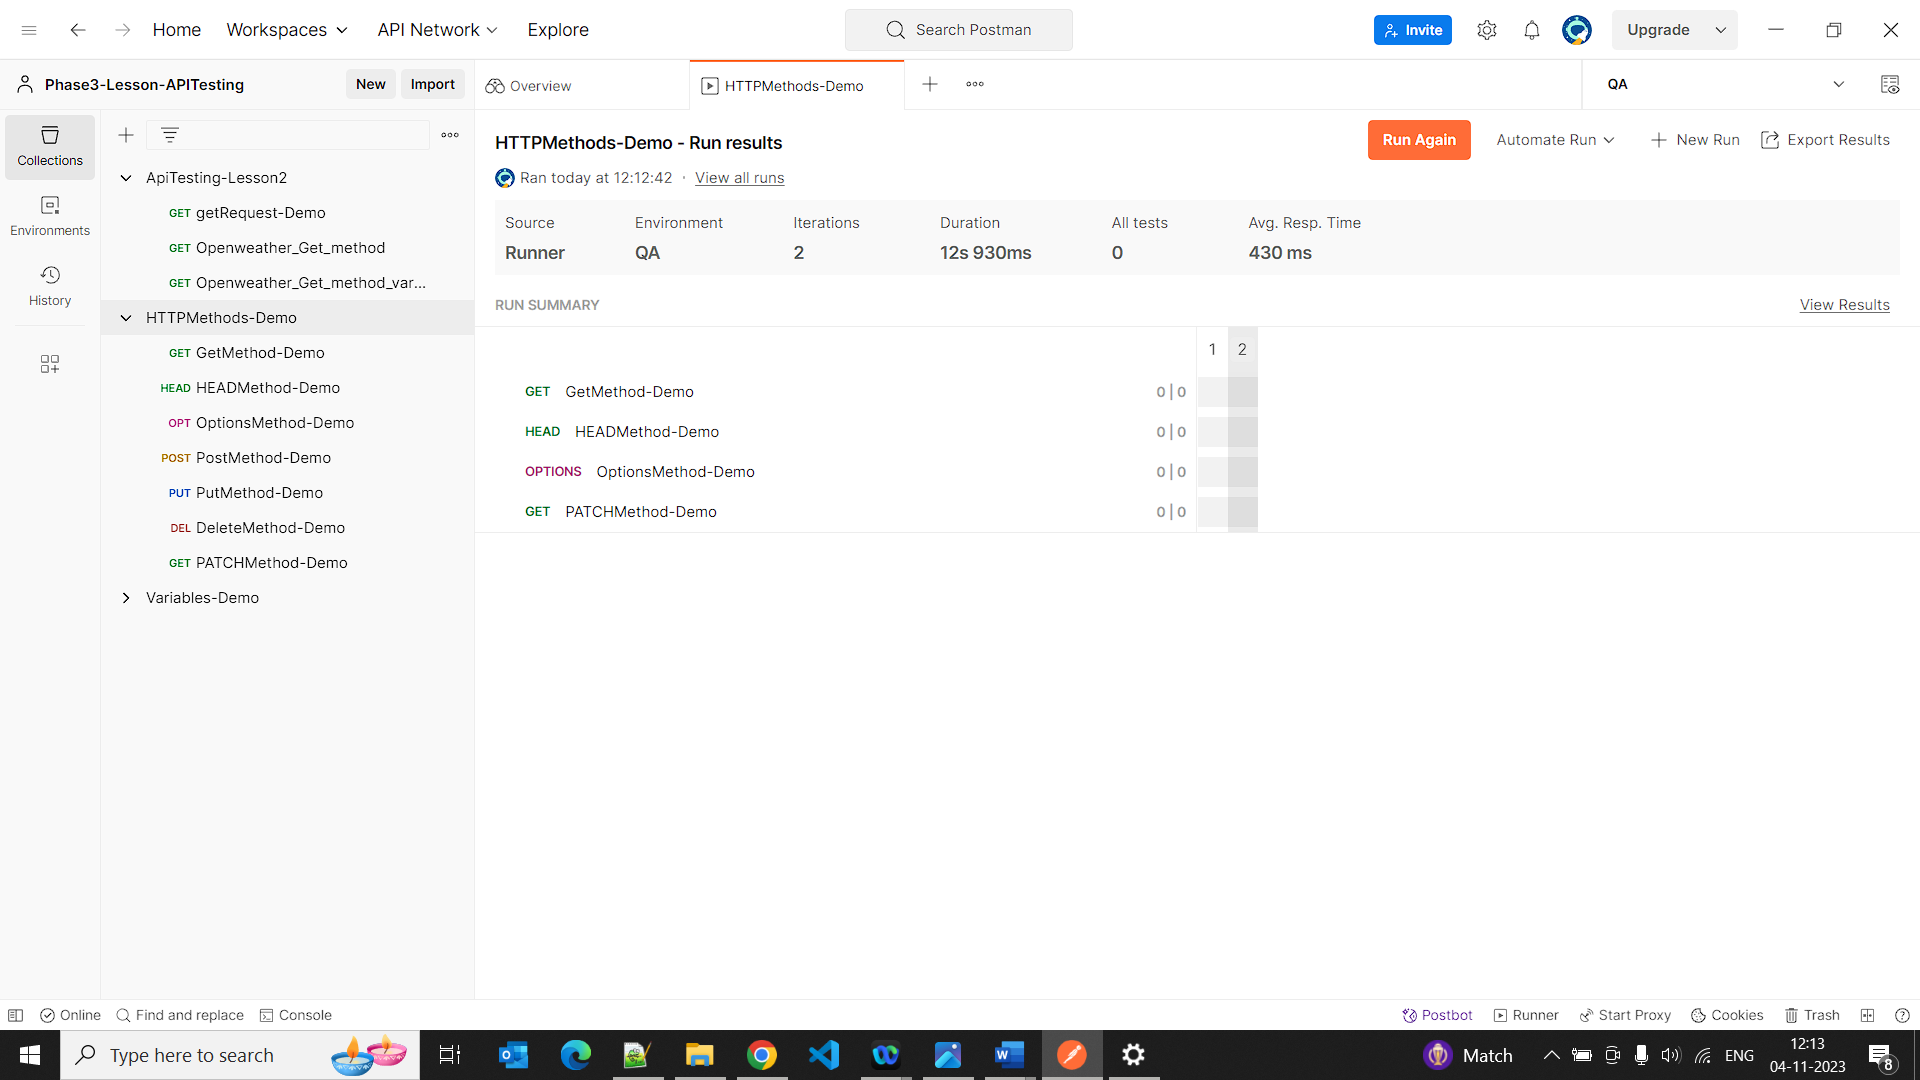 Home Workspaces API Network Explore Search Postman Invite Upgrade
Phase3-Lesson-APITesting New Import Overview HTTPMethods-Demo QA
Collections
Environments
History
ApiTesting-Lesson2
GET getRequest-Demo
GET Openweather_Get_method
GET Openweather_Get_method_var...
HTTPMethods-Demo
GET GetMethod-Demo
HEAD HEADMethod-Demo
OPT OptionsMethod-Demo
POST PostMethod-Demo
PUT PutMethod-Demo
DEL DeleteMethod-Demo
GET PATCHMethod-Demo
Variables-Demo
HTTPMethods-Demo - Run results Run Again Automate Run New Run Export Results
Ran today at 12:12:42 · View all runs
Source Environment Iterations Duration All tests Avg. Resp. Time
Runner QA 2 12s 930ms 0 430 ms
RUN SUMMARY View Results
1 2
GET GetMethod-Demo 0 | 0
HEAD HEADMethod-Demo 0 | 0
OPTIONS OptionsMethod-Demo 0 | 0
GET PATCHMethod-Demo 0 | 0
Online Find and replace Console Postbot Runner Start Proxy Cookies Trash
Type here to search Match ENG 12:13
04-11-2023 8